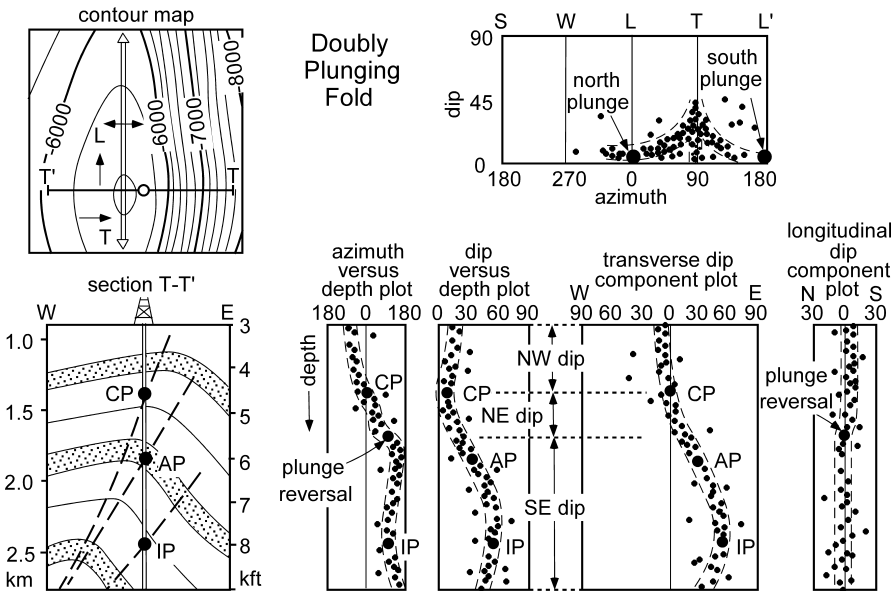 contour map
-6000
-6000
-7000
-8000
L
T'
T
T
Doubly
Plunging
Fold
S W L T L'
90
45
0
dip
north
plunge
south
plunge
180 270 0 90 180
azimuth
section T-T'
W E
1.0
1.5
2.0
2.5
km
3
4
5
6
7
8
kft
CP
AP
IP
azimuth
versus
depth plot
180 0 180
depth
CP
plunge
reversal
IP
dip
versus
depth plot
0 30 60 90
CP
AP
IP
NW dip
NE dip
SE dip
transverse dip
component plot
W E
90 60 30 0 30 60 90
CP
AP
IP
longitudinal
dip
component
plot
N S
30 0 30
plunge
reversal